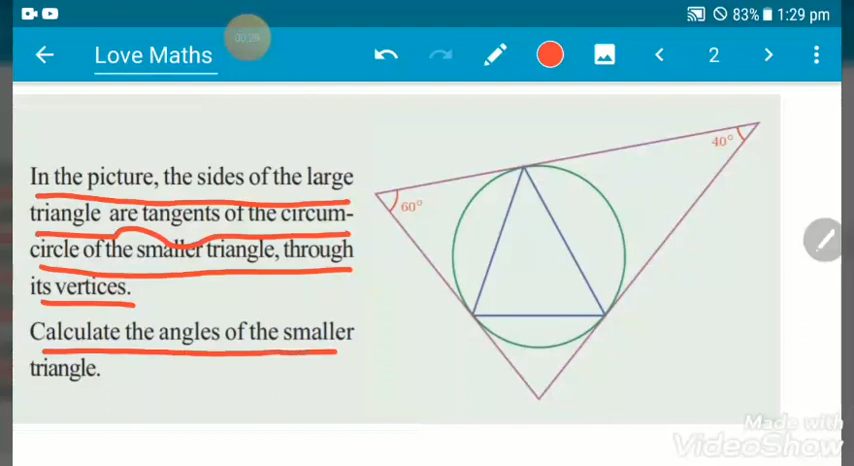 83% 1:29 pm
00:29
Love Maths
2
In the picture, the sides of the large
triangle are tangents of the circum-
circle of the smaller triangle, through
its vertices.
Calculate the angles of the smaller
triangle.
60°
40°
Made with
VideoShow